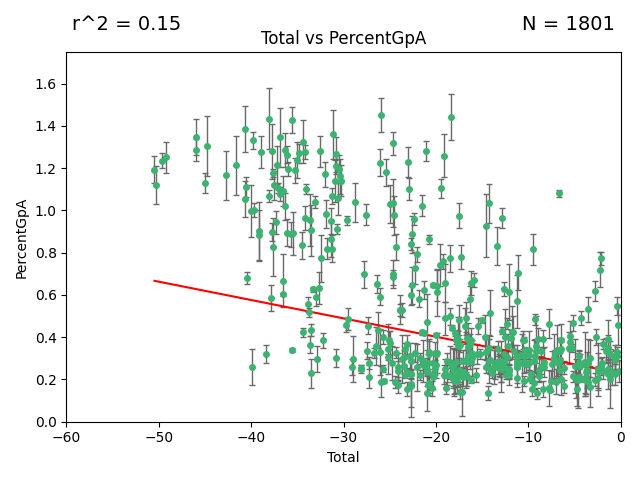 r^2 = 0.15 N = 1801
Total vs PercentGpA
1.6
1.4
1.2
1.0
0.8
0.6
0.4
0.2
0.0
PercentGpA
−60 −50 −40 −30 −20 −10 0
Total